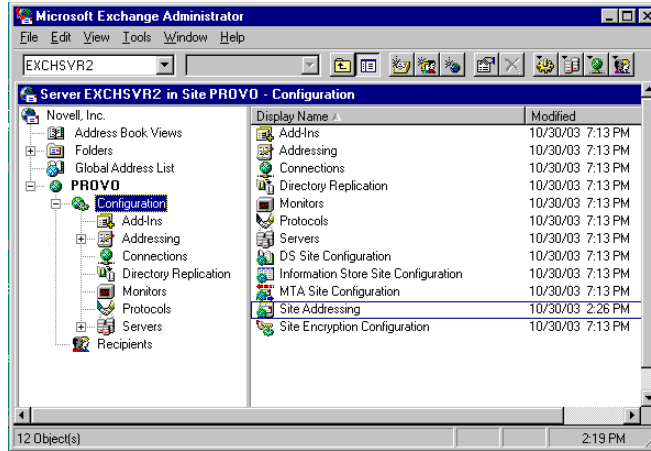 Microsoft Exchange Administrator
File Edit View Tools Window Help
EXCHSVR2
Server EXCHSVR2 in Site PROVO - Configuration
Novell, Inc.
Address Book Views
Folders
Global Address List
PROVO
Configuration
Add-Ins
Addressing
Connections
Directory Replication
Monitors
Protocols
Servers
Recipients
Display Name Modified
Add-Ins 10/30/03 7:13 PM
Addressing 10/30/03 7:13 PM
Connections 10/30/03 7:13 PM
Directory Replication 10/30/03 7:13 PM
Monitors 10/30/03 7:13 PM
Protocols 10/30/03 7:13 PM
Servers 10/30/03 7:13 PM
DS Site Configuration 10/30/03 7:13 PM
Information Store Site Configuration 10/30/03 7:13 PM
MTA Site Configuration 10/30/03 7:13 PM
Site Addressing 10/30/03 2:26 PM
Site Encryption Configuration 10/30/03 7:13 PM
12 Object(s) 2:19 PM